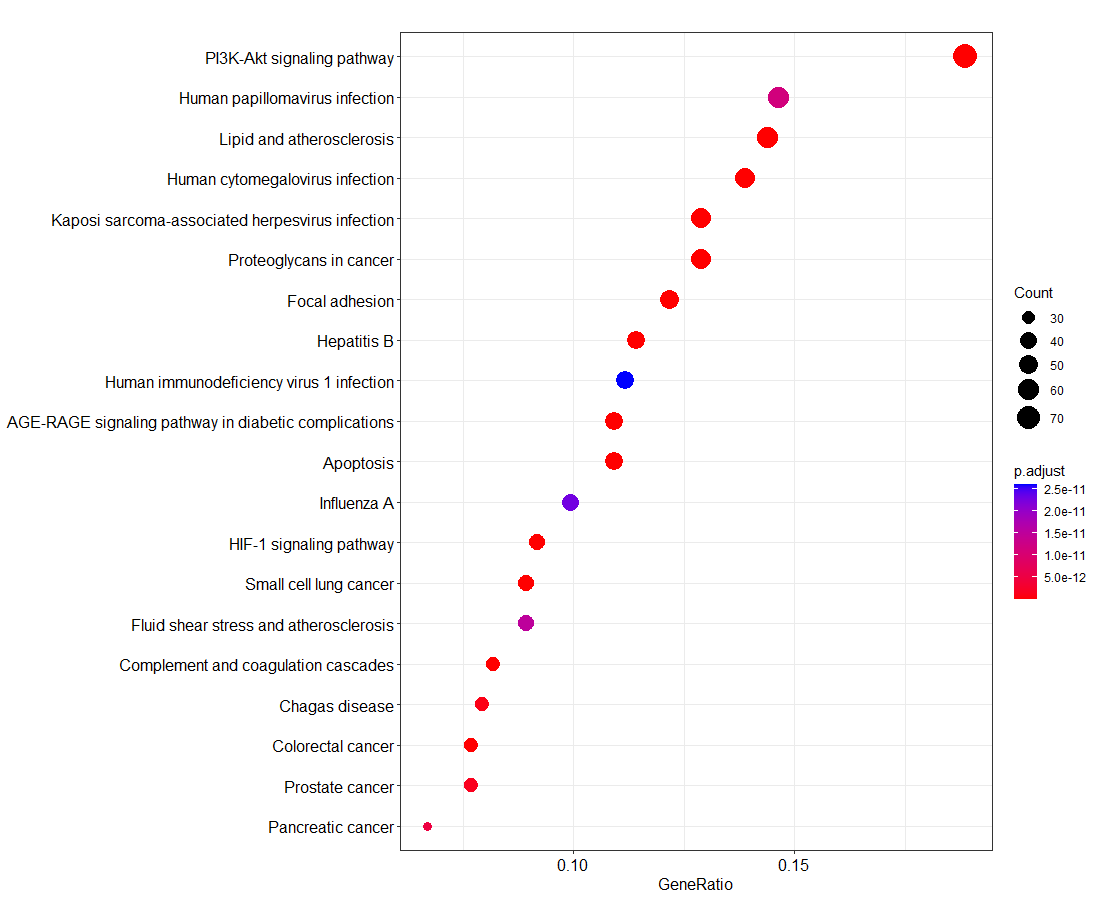 PI3K-Akt signaling pathway
Human papillomavirus infection
Lipid and atherosclerosis
Human cytomegalovirus infection
Kaposi sarcoma-associated herpesvirus infection
Proteoglycans in cancer
Focal adhesion
Hepatitis B
Human immunodeficiency virus 1 infection
AGE-RAGE signaling pathway in diabetic complications
Apoptosis
Influenza A
HIF-1 signaling pathway
Small cell lung cancer
Fluid shear stress and atherosclerosis
Complement and coagulation cascades
Chagas disease
Colorectal cancer
Prostate cancer
Pancreatic cancer
0.10
0.15
GeneRatio
Count
30
40
50
60
70
p.adjust
2.5e-11
2.0e-11
1.5e-11
1.0e-11
5.0e-12